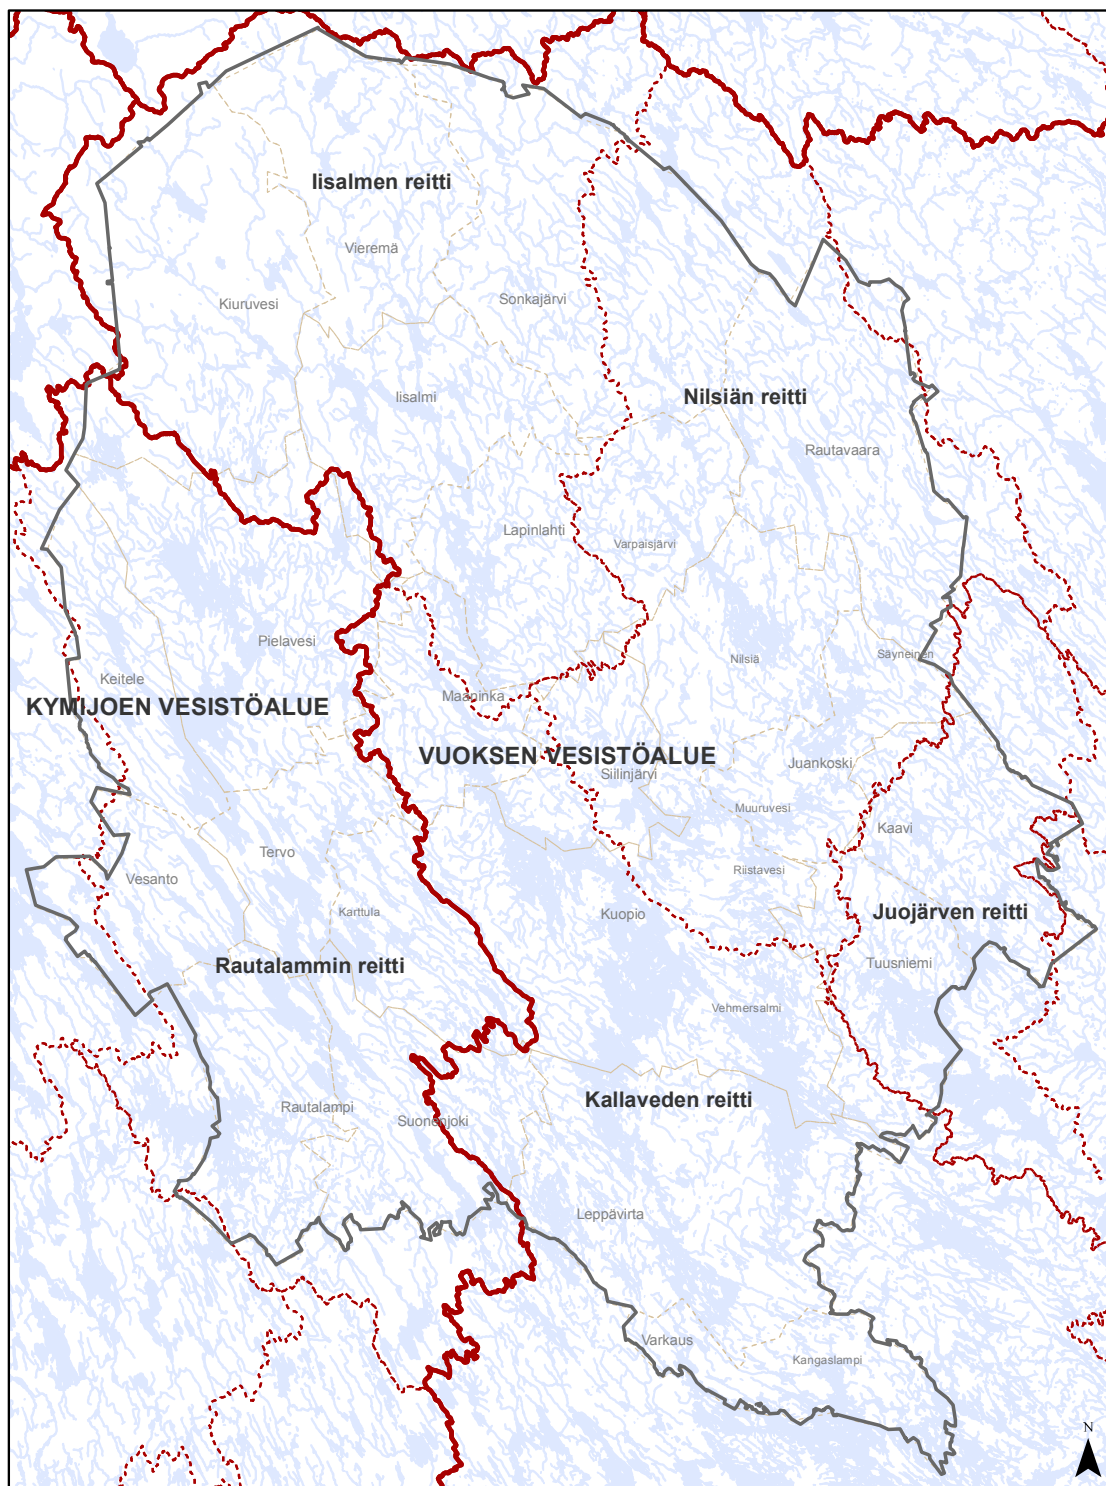 Iisalmen reitti
Vieremä
Kiuruvesi
Sonkajärvi
Iisalmi
Nilsiän reitti
Rautavaara
Lapinlahti
Varpaisjärvi
Pielavesi
Nilsiä
Säyneinen
Keitele
Maaninka
KYMIJOEN VESISTÖALUE
VUOKSEN VESISTÖALUE
Siilinjärvi
Juankoski
Muuruvesi
Kaavi
Tervo
Vesanto
Riistavesi
Karttula
Kuopio
Juojärven reitti
Rautalammin reitti
Tuusniemi
Vehmersalmi
Kallaveden reitti
Rautalampi
Suonenjoki
Leppävirta
Varkaus
Kangaslampi
N